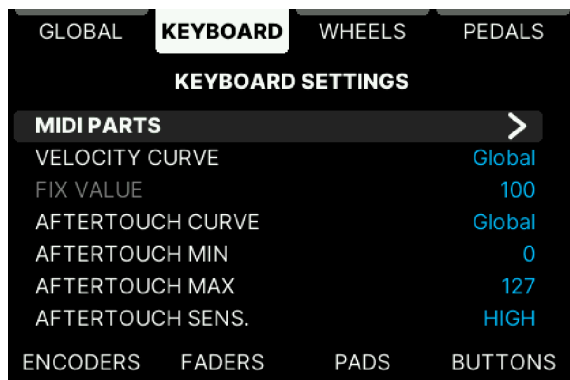 GLOBAL KEYBOARD WHEELS PEDALS
KEYBOARD SETTINGS
MIDI PARTS >
VELOCITY CURVE Global
FIX VALUE 100
AFTERTOUCH CURVE Global
AFTERTOUCH MIN 0
AFTERTOUCH MAX 127
AFTERTOUCH SENS. HIGH
ENCODERS FADERS PADS BUTTONS